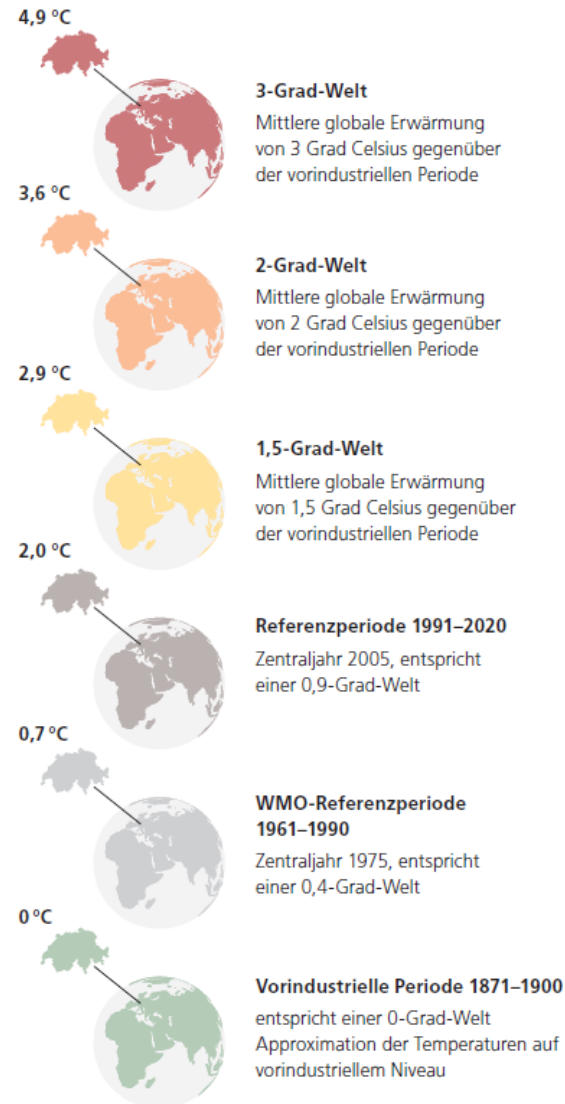 4,9 °C
3-Grad-Welt
Mittlere globale Erwärmung
von 3 Grad Celsius gegenüber
der vorindustriellen Periode
3,6 °C
2-Grad-Welt
Mittlere globale Erwärmung
von 2 Grad Celsius gegenüber
der vorindustriellen Periode
2,9 °C
1,5-Grad-Welt
Mittlere globale Erwärmung
von 1,5 Grad Celsius gegenüber
der vorindustriellen Periode
2,0 °C
Referenzperiode 1991–2020
Zentraljahr 2005, entspricht
einer 0,9-Grad-Welt
0,7 °C
WMO-Referenzperiode
1961–1990
Zentraljahr 1975, entspricht
einer 0,4-Grad-Welt
0 °C
Vorindustrielle Periode 1871–1900
entspricht einer 0-Grad-Welt
Approximation der Temperaturen auf
vorindustriellem Niveau